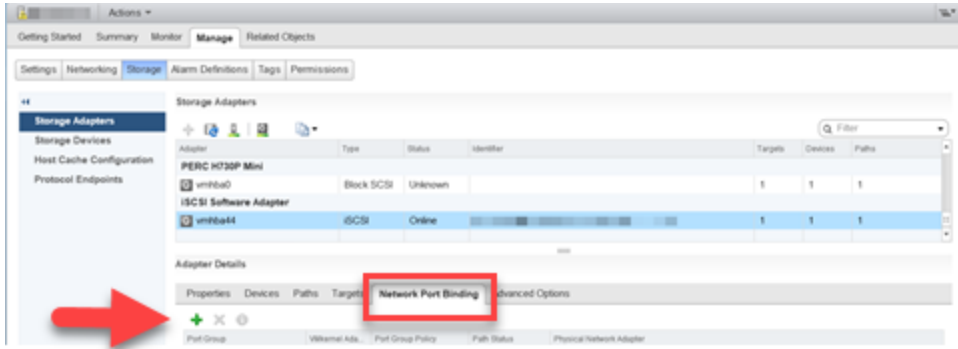 Actions
Getting Started Summary Monitor Manage Related Objects
Settings Networking Storage Alarm Definitions Tags Permissions
Storage Adapters
Storage Devices
Host Cache Configuration
Protocol Endpoints
Storage Adapters
Filter
Adapter Type Status Identifier Targets Devices Paths
PERC H730P Mini
vmhba0 Block SCSI Unknown 1 1 1
iSCSI Software Adapter
vmhba44 iSCSI Online 1 1 1
Adapter Details
Properties Devices Paths Targets Network Port Binding Advanced Options
Port Group VMkernel Ada... Port Group Policy Path Status Physical Network Adapter